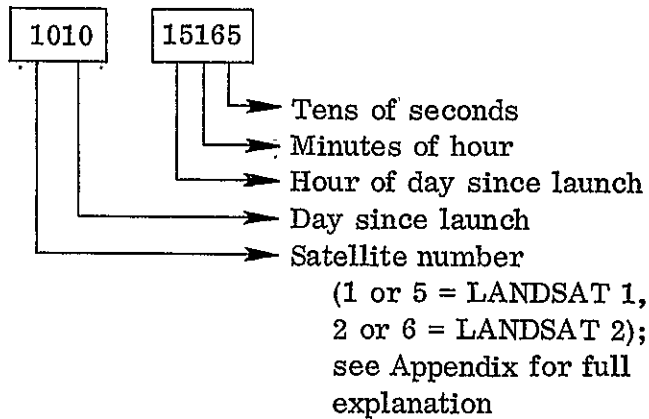 1010 15165
Tens of seconds
Minutes of hour
Hour of day since launch
Day since launch
Satellite number
(1 or 5 = LANDSAT 1,
2 or 6 = LANDSAT 2);
see Appendix for full
explanation